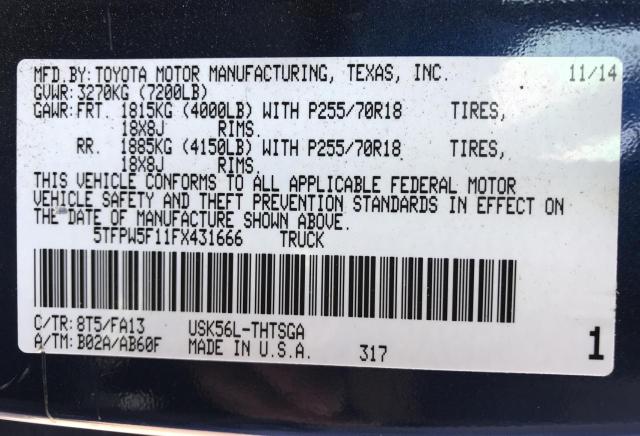 MFD.BY: TOYOTA MOTOR MANUFACTURING, TEXAS, INC. 11/14
GVWR: 3270KG (7200LB)
GAWR: FRT. 1815KG (4000LB) WITH P255/70R18 TIRES,
18X8J RIMS.
RR. 1885KG (4150LB) WITH P255/70R18 TIRES,
18X8J RIMS.
THIS VEHICLE CONFORMS TO ALL APPLICABLE FEDERAL MOTOR
VEHICLE SAFETY AND THEFT PREVENTION STANDARDS IN EFFECT ON
THE DATE OF MANUFACTURE SHOWN ABOVE.
5TFPW5F11FX431666 TRUCK
C/TR: 8T5/FA13 USK56L-THTSGA
A/TM: B02A/AB60F MADE IN U.S.A. 317 1